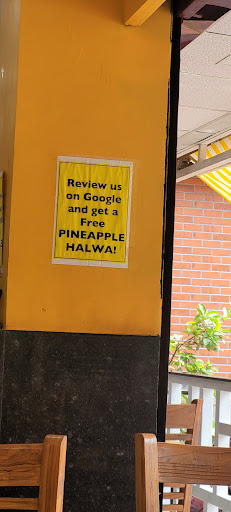 Review us
on Google
and get a
Free
PINEAPPLE
HALWA!